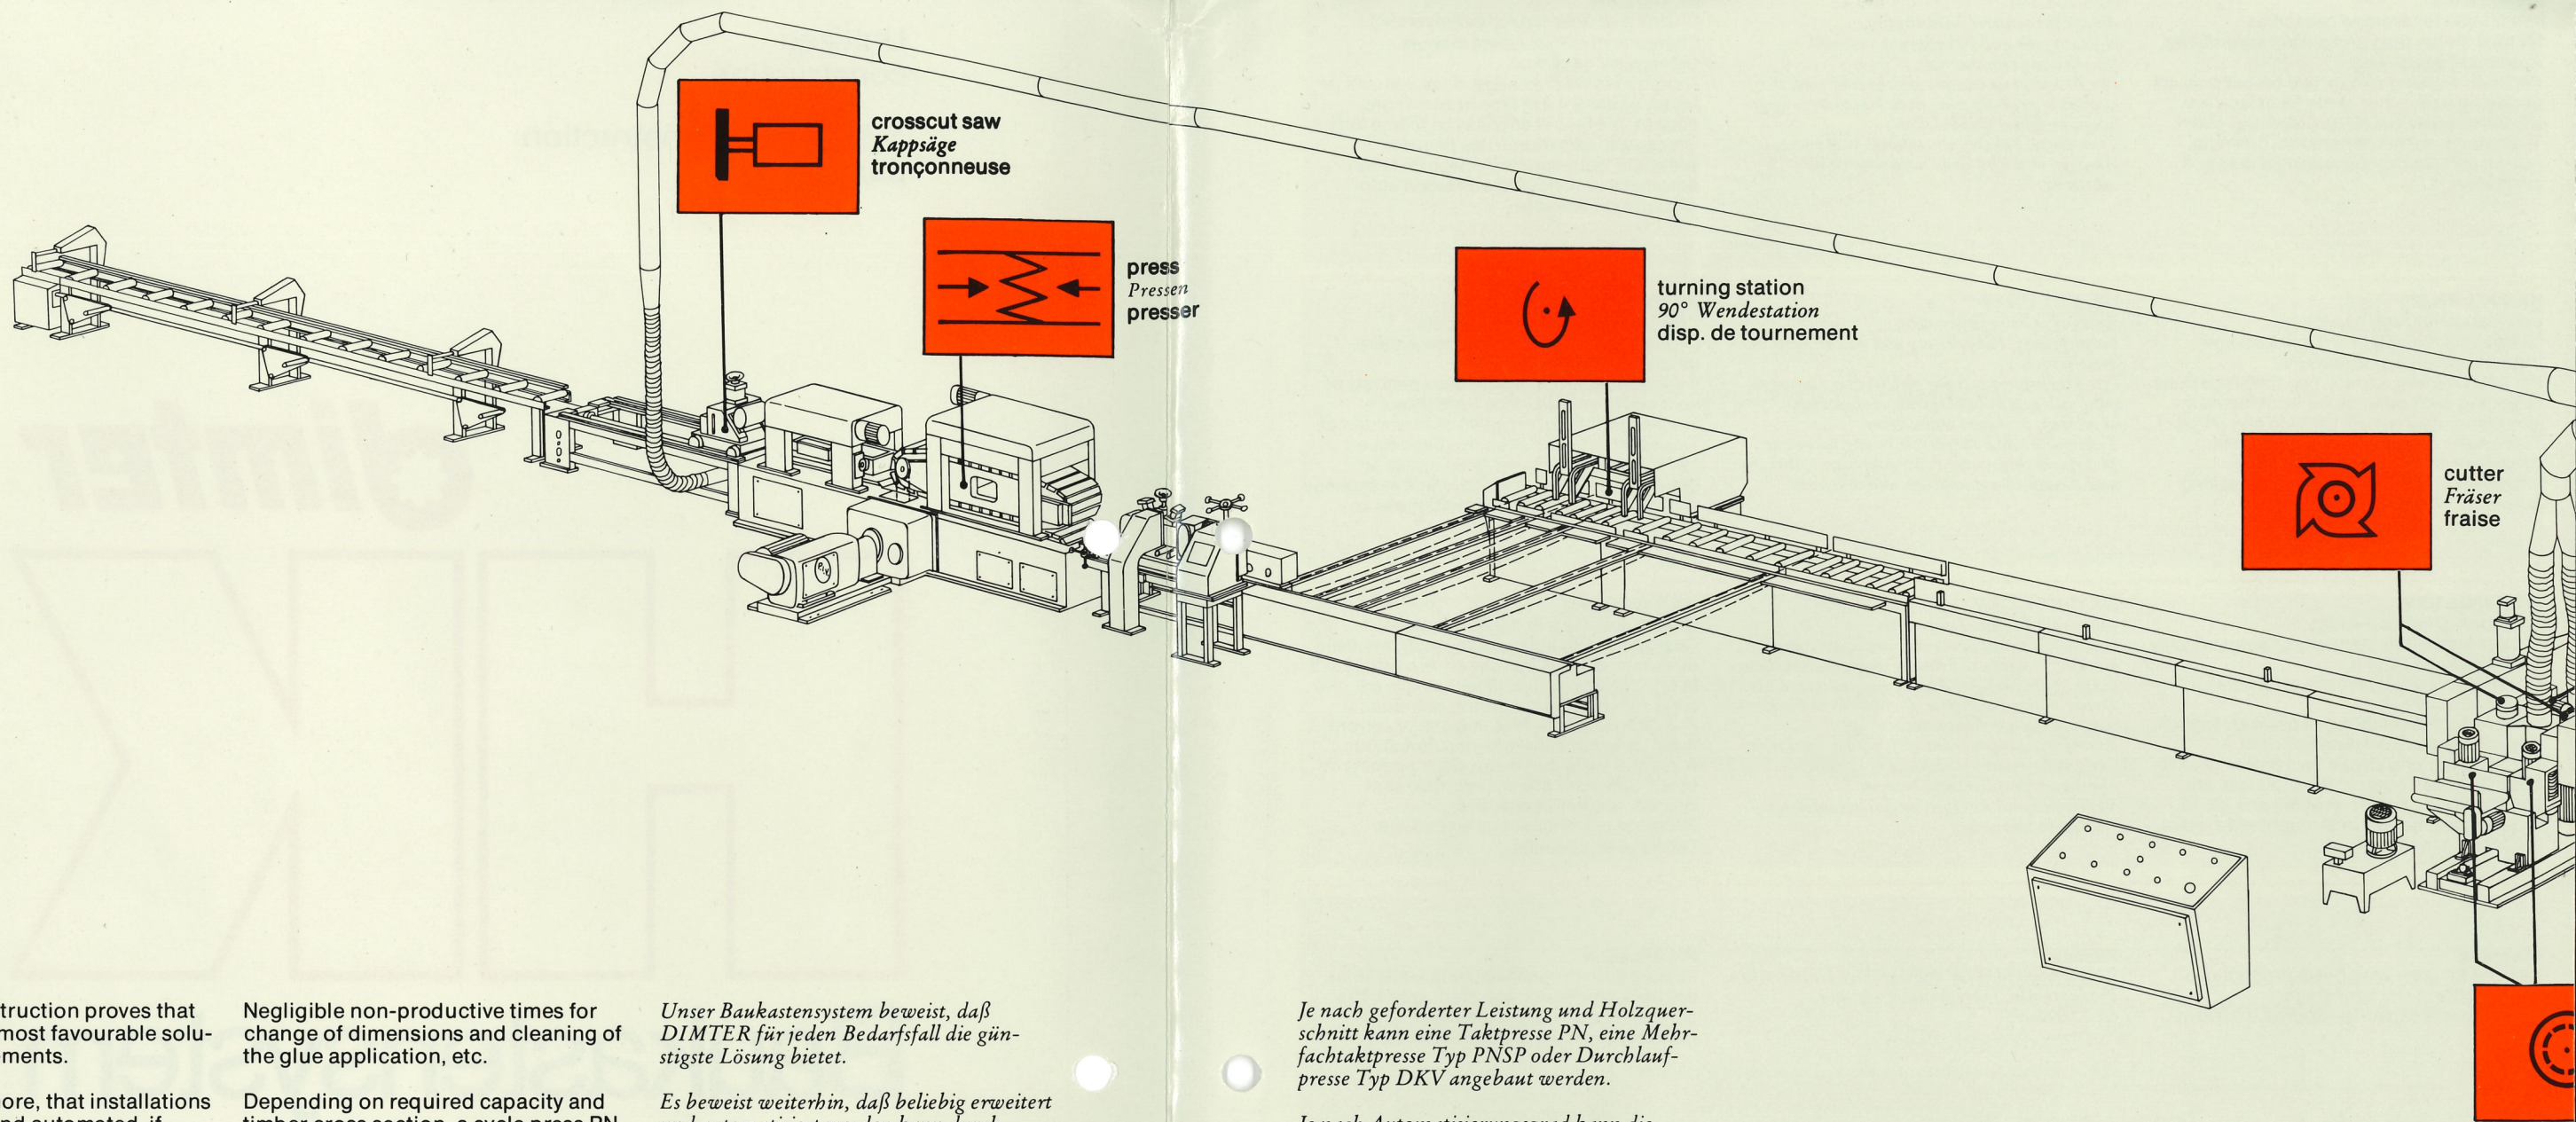 crosscut saw
Kappsäge
tronçonneuse
press
Pressen
presser
turning station
90° Wendestation
disp. de tournement
cutter
Fräser
fraise
truction proves that
most favourable solu-
ments.
ore, that installations
Negligible non-productive times for
change of dimensions and cleaning of
the glue application, etc.
Depending on required capacity and
Unser Baukastensystem beweist, daß
DIMTER für jeden Bedarfsfall die gün-
stigste Lösung bietet.
Es beweist weiterhin, daß beliebig erweitert
Je nach geforderter Leistung und Holzquer-
schnitt kann eine Taktpresse PN, eine Mehr-
fachtaktpresse Typ PNSP oder Durchlauf-
presse Typ DKV angebaut werden.